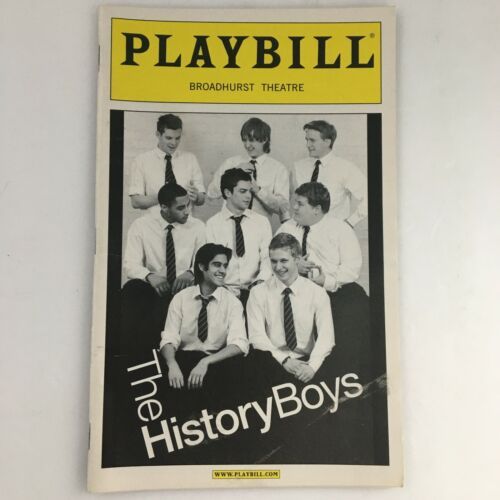 PLAYBILL®
BROADHURST THEATRE
The
HistoryBoys
WWW.PLAYBILL.COM